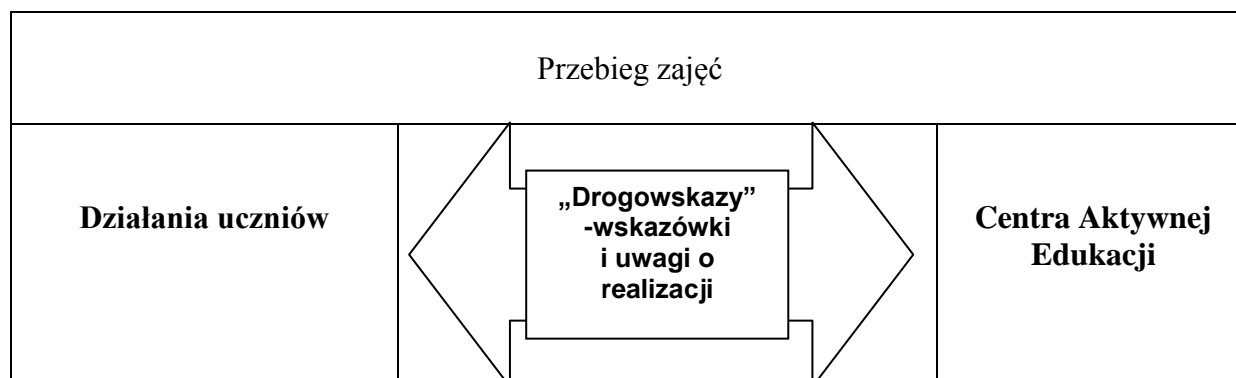 Przebieg zajęć
Działania uczniów
„Drogowskazy”
-wskazówki
i uwagi o
realizacji
Centra Aktywnej
Edukacji